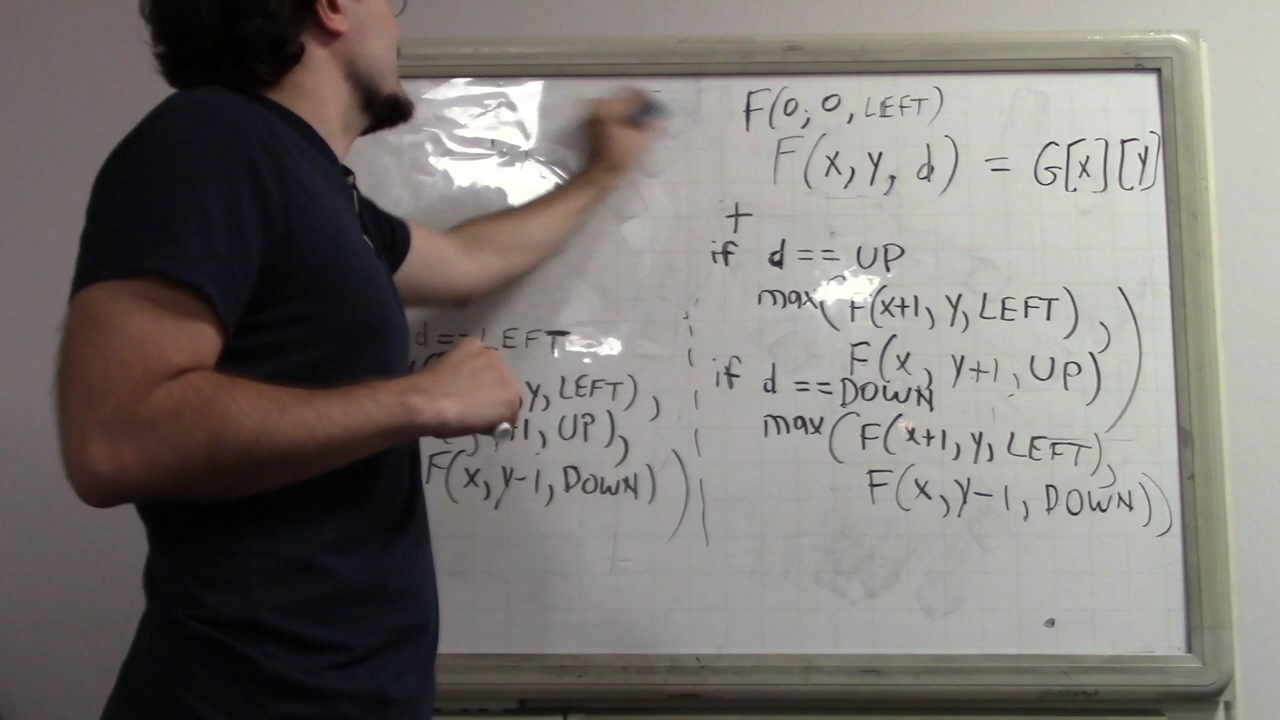 F(0, 0, LEFT)
F(x, y, d) = G[x][y]
+
if d == UP
max( F(x+1, y, LEFT),
F(x, y+1, UP) )
if d == DOWN
max( F(x+1, y, LEFT),
F(x, y-1, DOWN))
d == LEFT
y, LEFT),
+1, UP),
F(x, y-1, DOWN) )